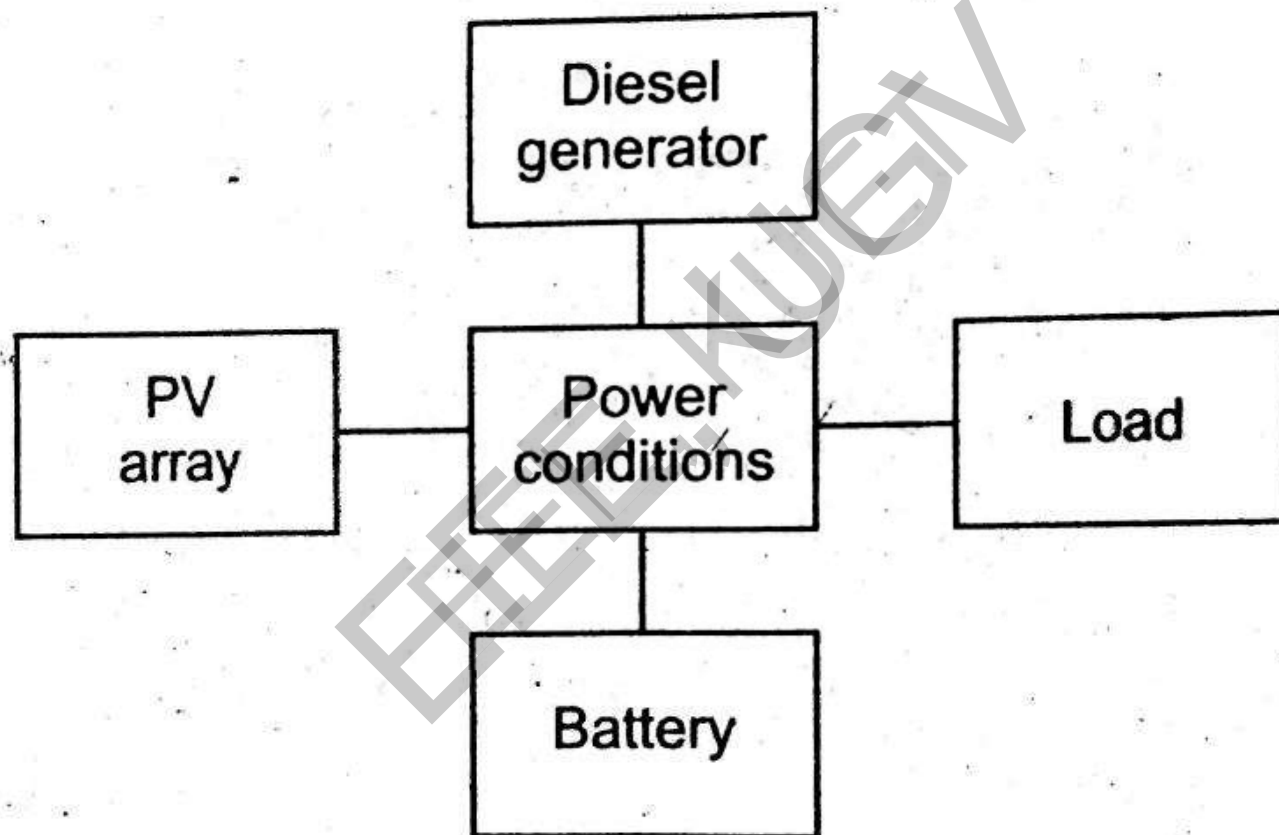 Diesel
generator
PV
array
Power
conditions
Load
Battery